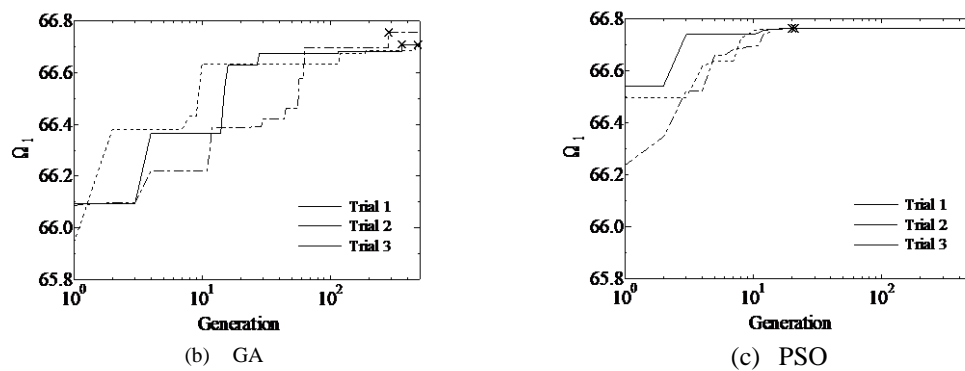 66.8
66.6
66.4
66.2
66.0
65.8
Ω1
Trial 1
Trial 2
Trial 3
10^0
10^1
10^2
Generation
(b) GA
66.8
66.6
66.4
66.2
66.0
65.8
Ω1
Trial 1
Trial 2
Trial 3
10^0
10^1
10^2
Generation
(c) PSO